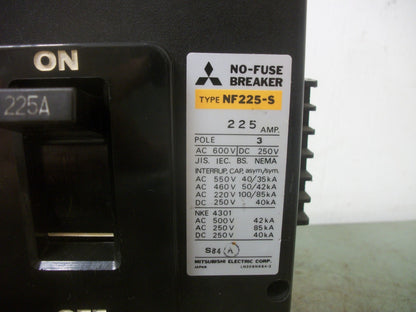 ON
225A
NO-FUSE
BREAKER
TYPE NF225-S
225 AMP.
POLE 3
AC 600V DC 250V
J.I.S. IEC. BS. NEMA
INTERRUP, CAP, asym/sym.
AC 550V 40/35kA
AC 460V 50/42kA
AC 220V 100/85kA
DC 250V 40kA
NKE 4301
AC 500V 42kA
AC 250V 85kA
DC 250V 40kA
S84 A
MITSUBISHI ELECTRIC CORP.
JAPAN